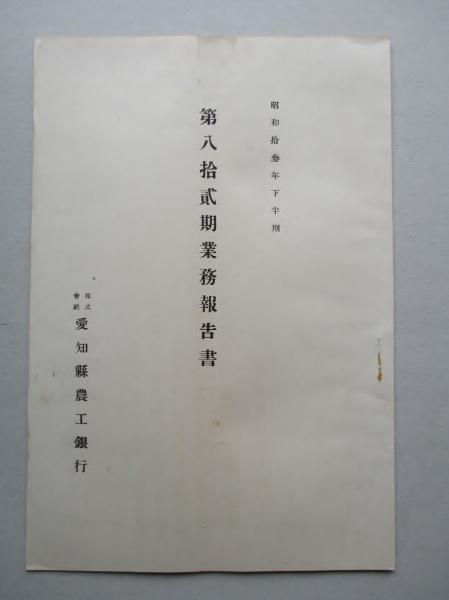 昭和拾參年下半期
第八拾貳期業務報告書
株式會社愛知縣農工銀行